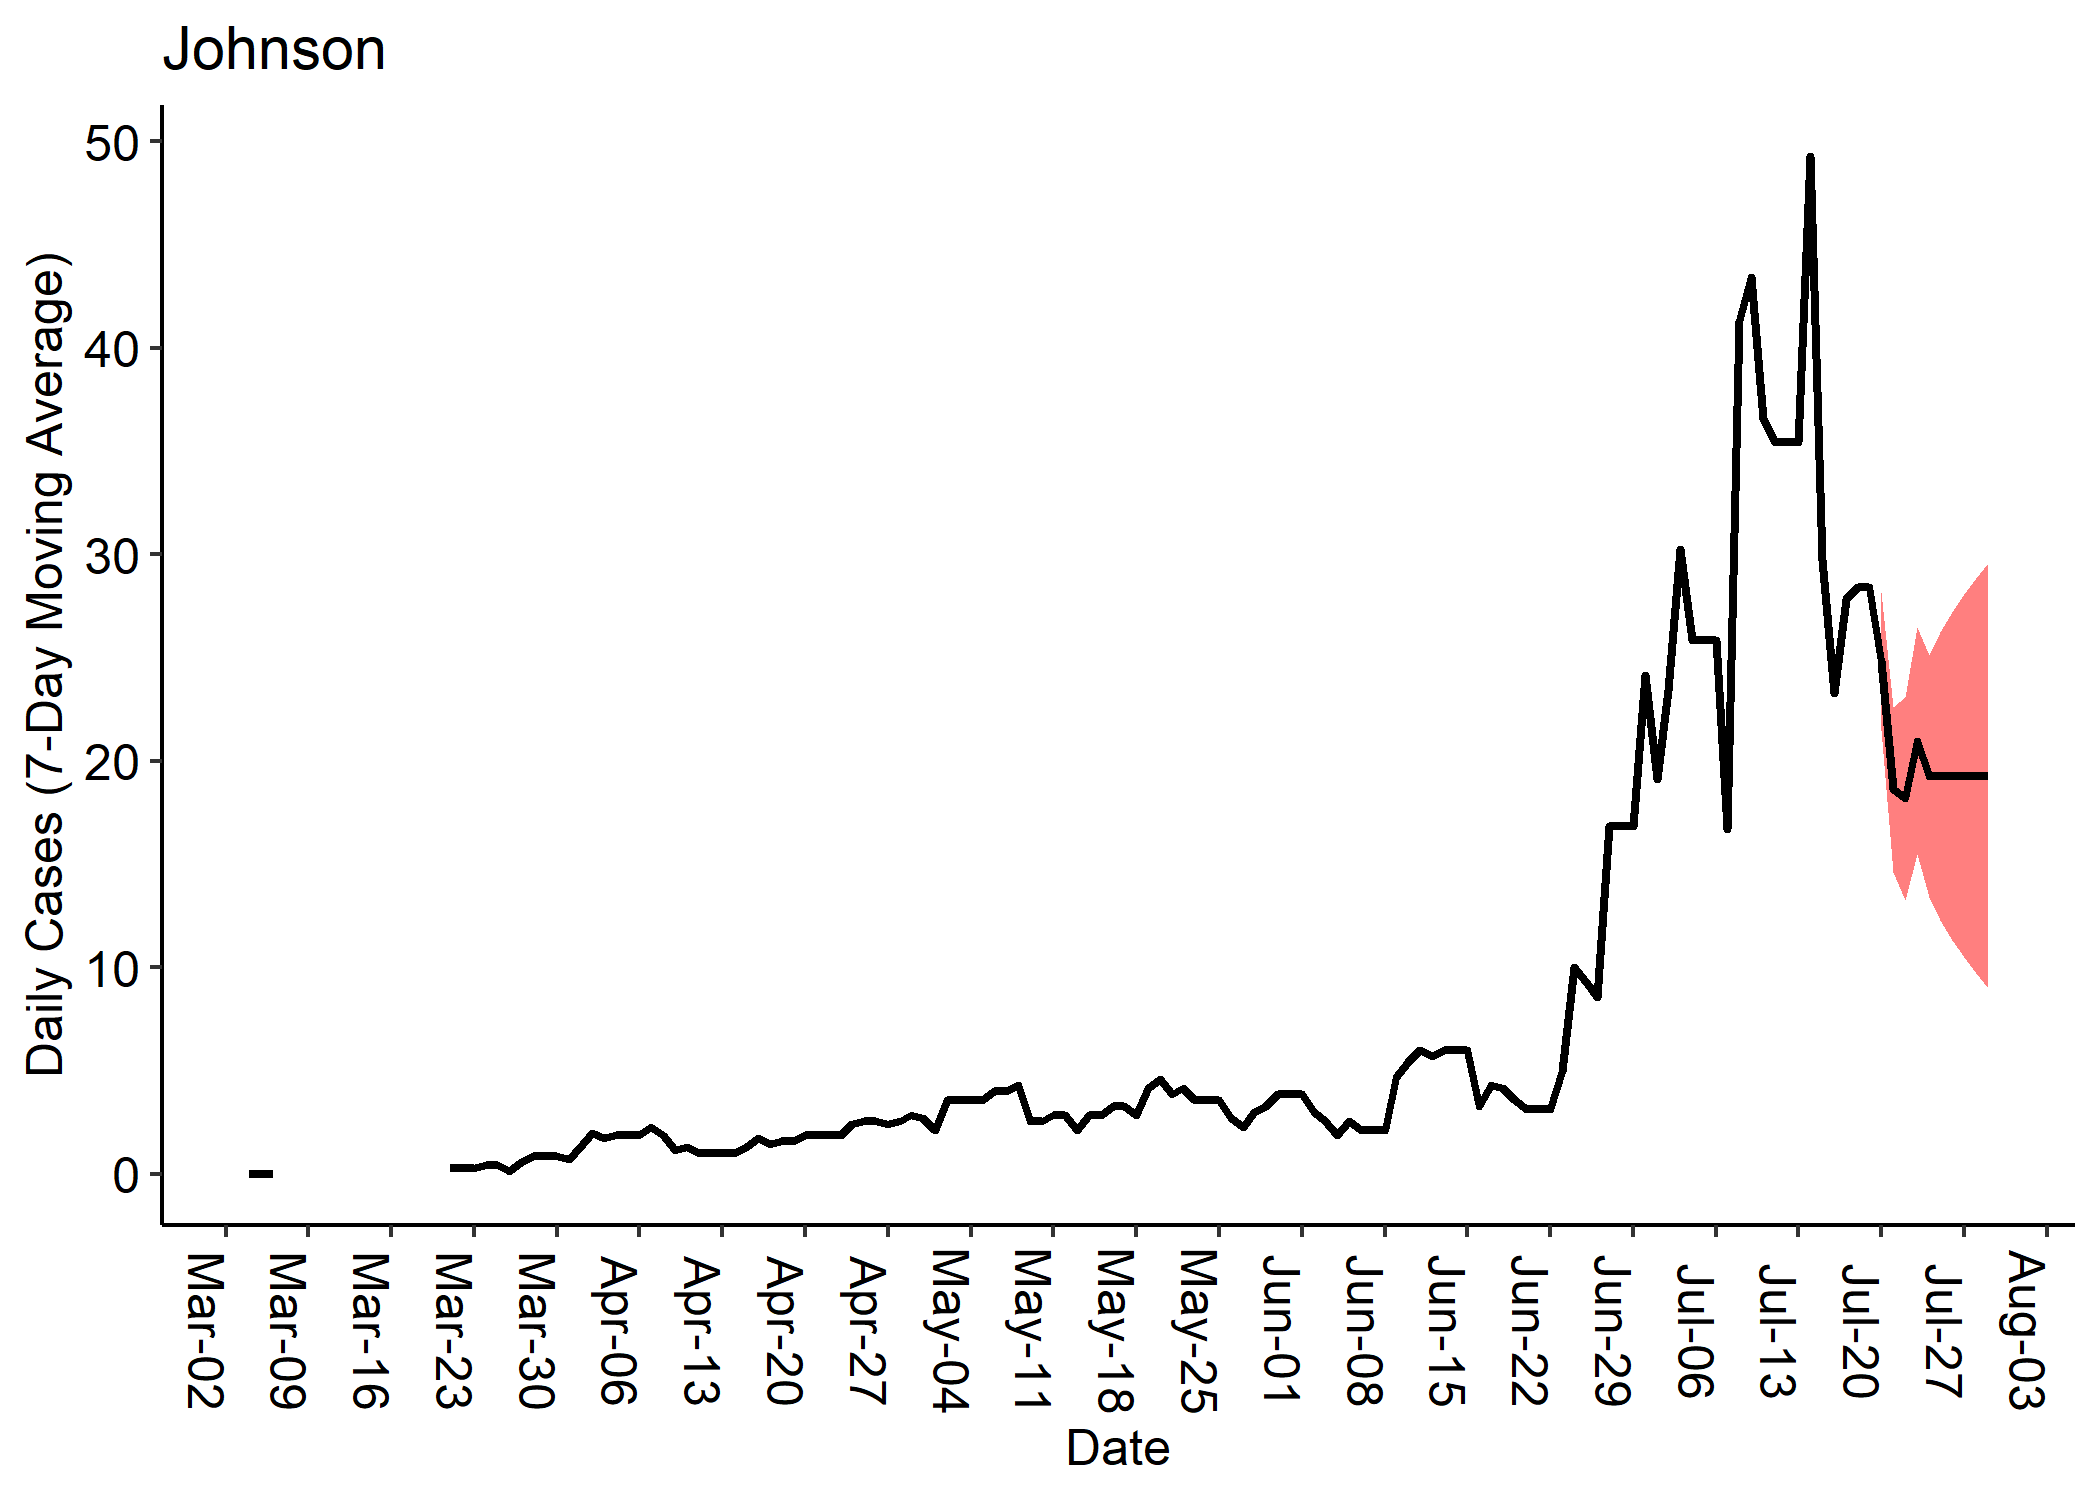 Johnson
Daily Cases (7-Day Moving Average)
50
40
30
20
10
0
Mar-02
Mar-09
Mar-16
Mar-23
Mar-30
Apr-06
Apr-13
Apr-20
Apr-27
May-04
May-11
May-18
May-25
Jun-01
Jun-08
Jun-15
Jun-22
Jun-29
Jul-06
Jul-13
Jul-20
Jul-27
Aug-03
Date